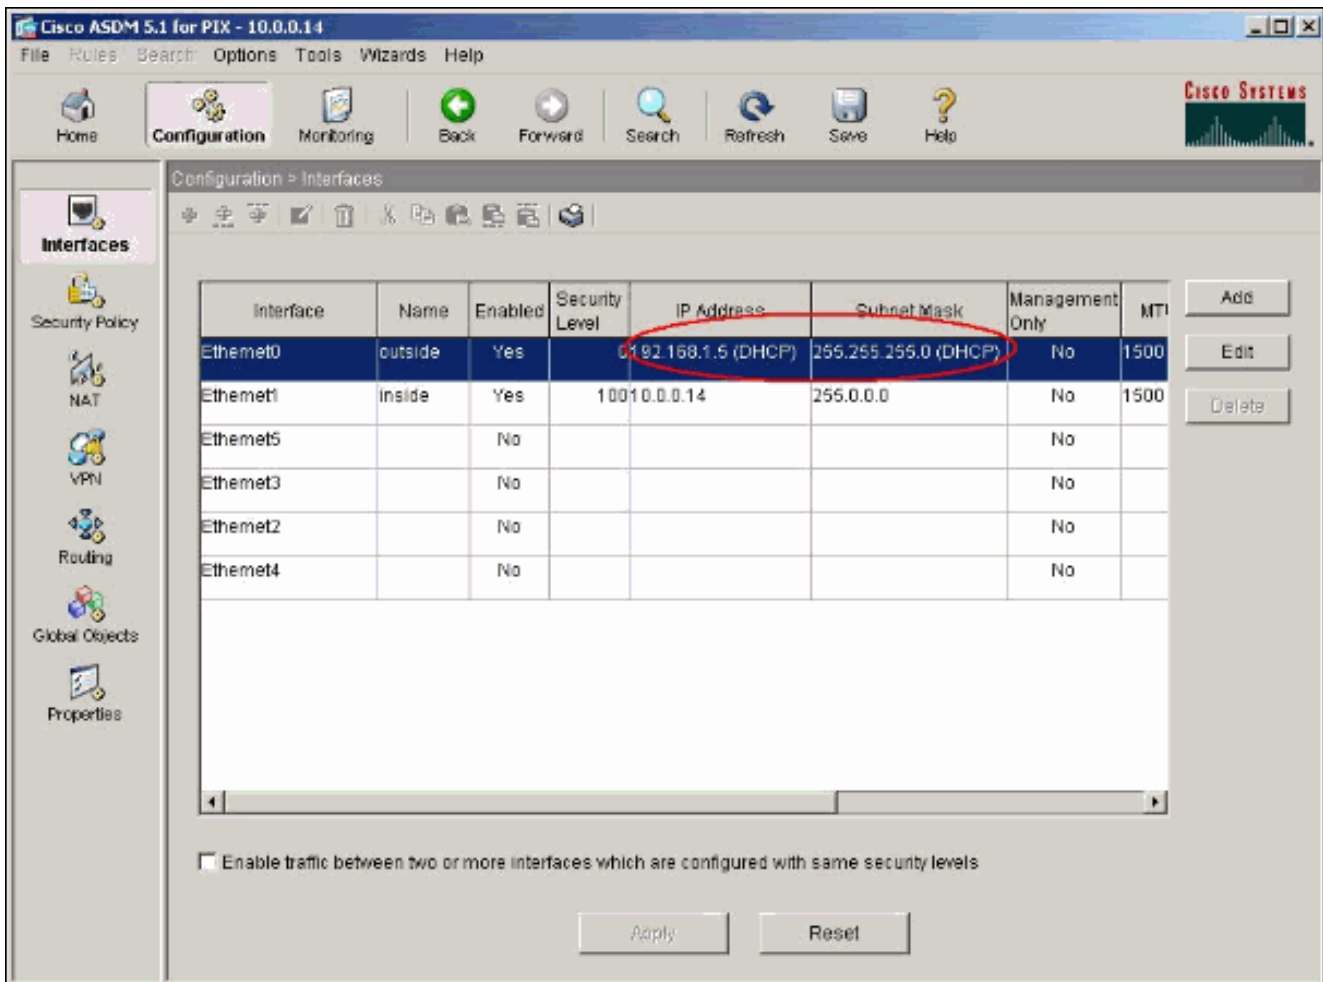 Cisco ASDM 5.1 for PIX - 10.0.0.14
File Rules Search Options Tools Wizards Help
Home Configuration Monitoring Back Forward Search Refresh Save Help
CISCO SYSTEMS
Configuration > Interfaces
Interfaces
Security Policy
NAT
VPN
Routing
Global Objects
Properties
Interface Name Enabled Security Level IP Address Subnet Mask Management Only MT
Ethernet0 outside Yes 0 192.168.1.5 (DHCP) 255.255.255.0 (DHCP) No 1500
Ethernet1 inside Yes 100 10.0.0.14 255.0.0.0 No 1500
Ethernet5 No No
Ethernet3 No No
Ethernet2 No No
Ethernet4 No No
Add
Edit
Delete
Enable traffic between two or more interfaces which are configured with same security levels
Apply Reset